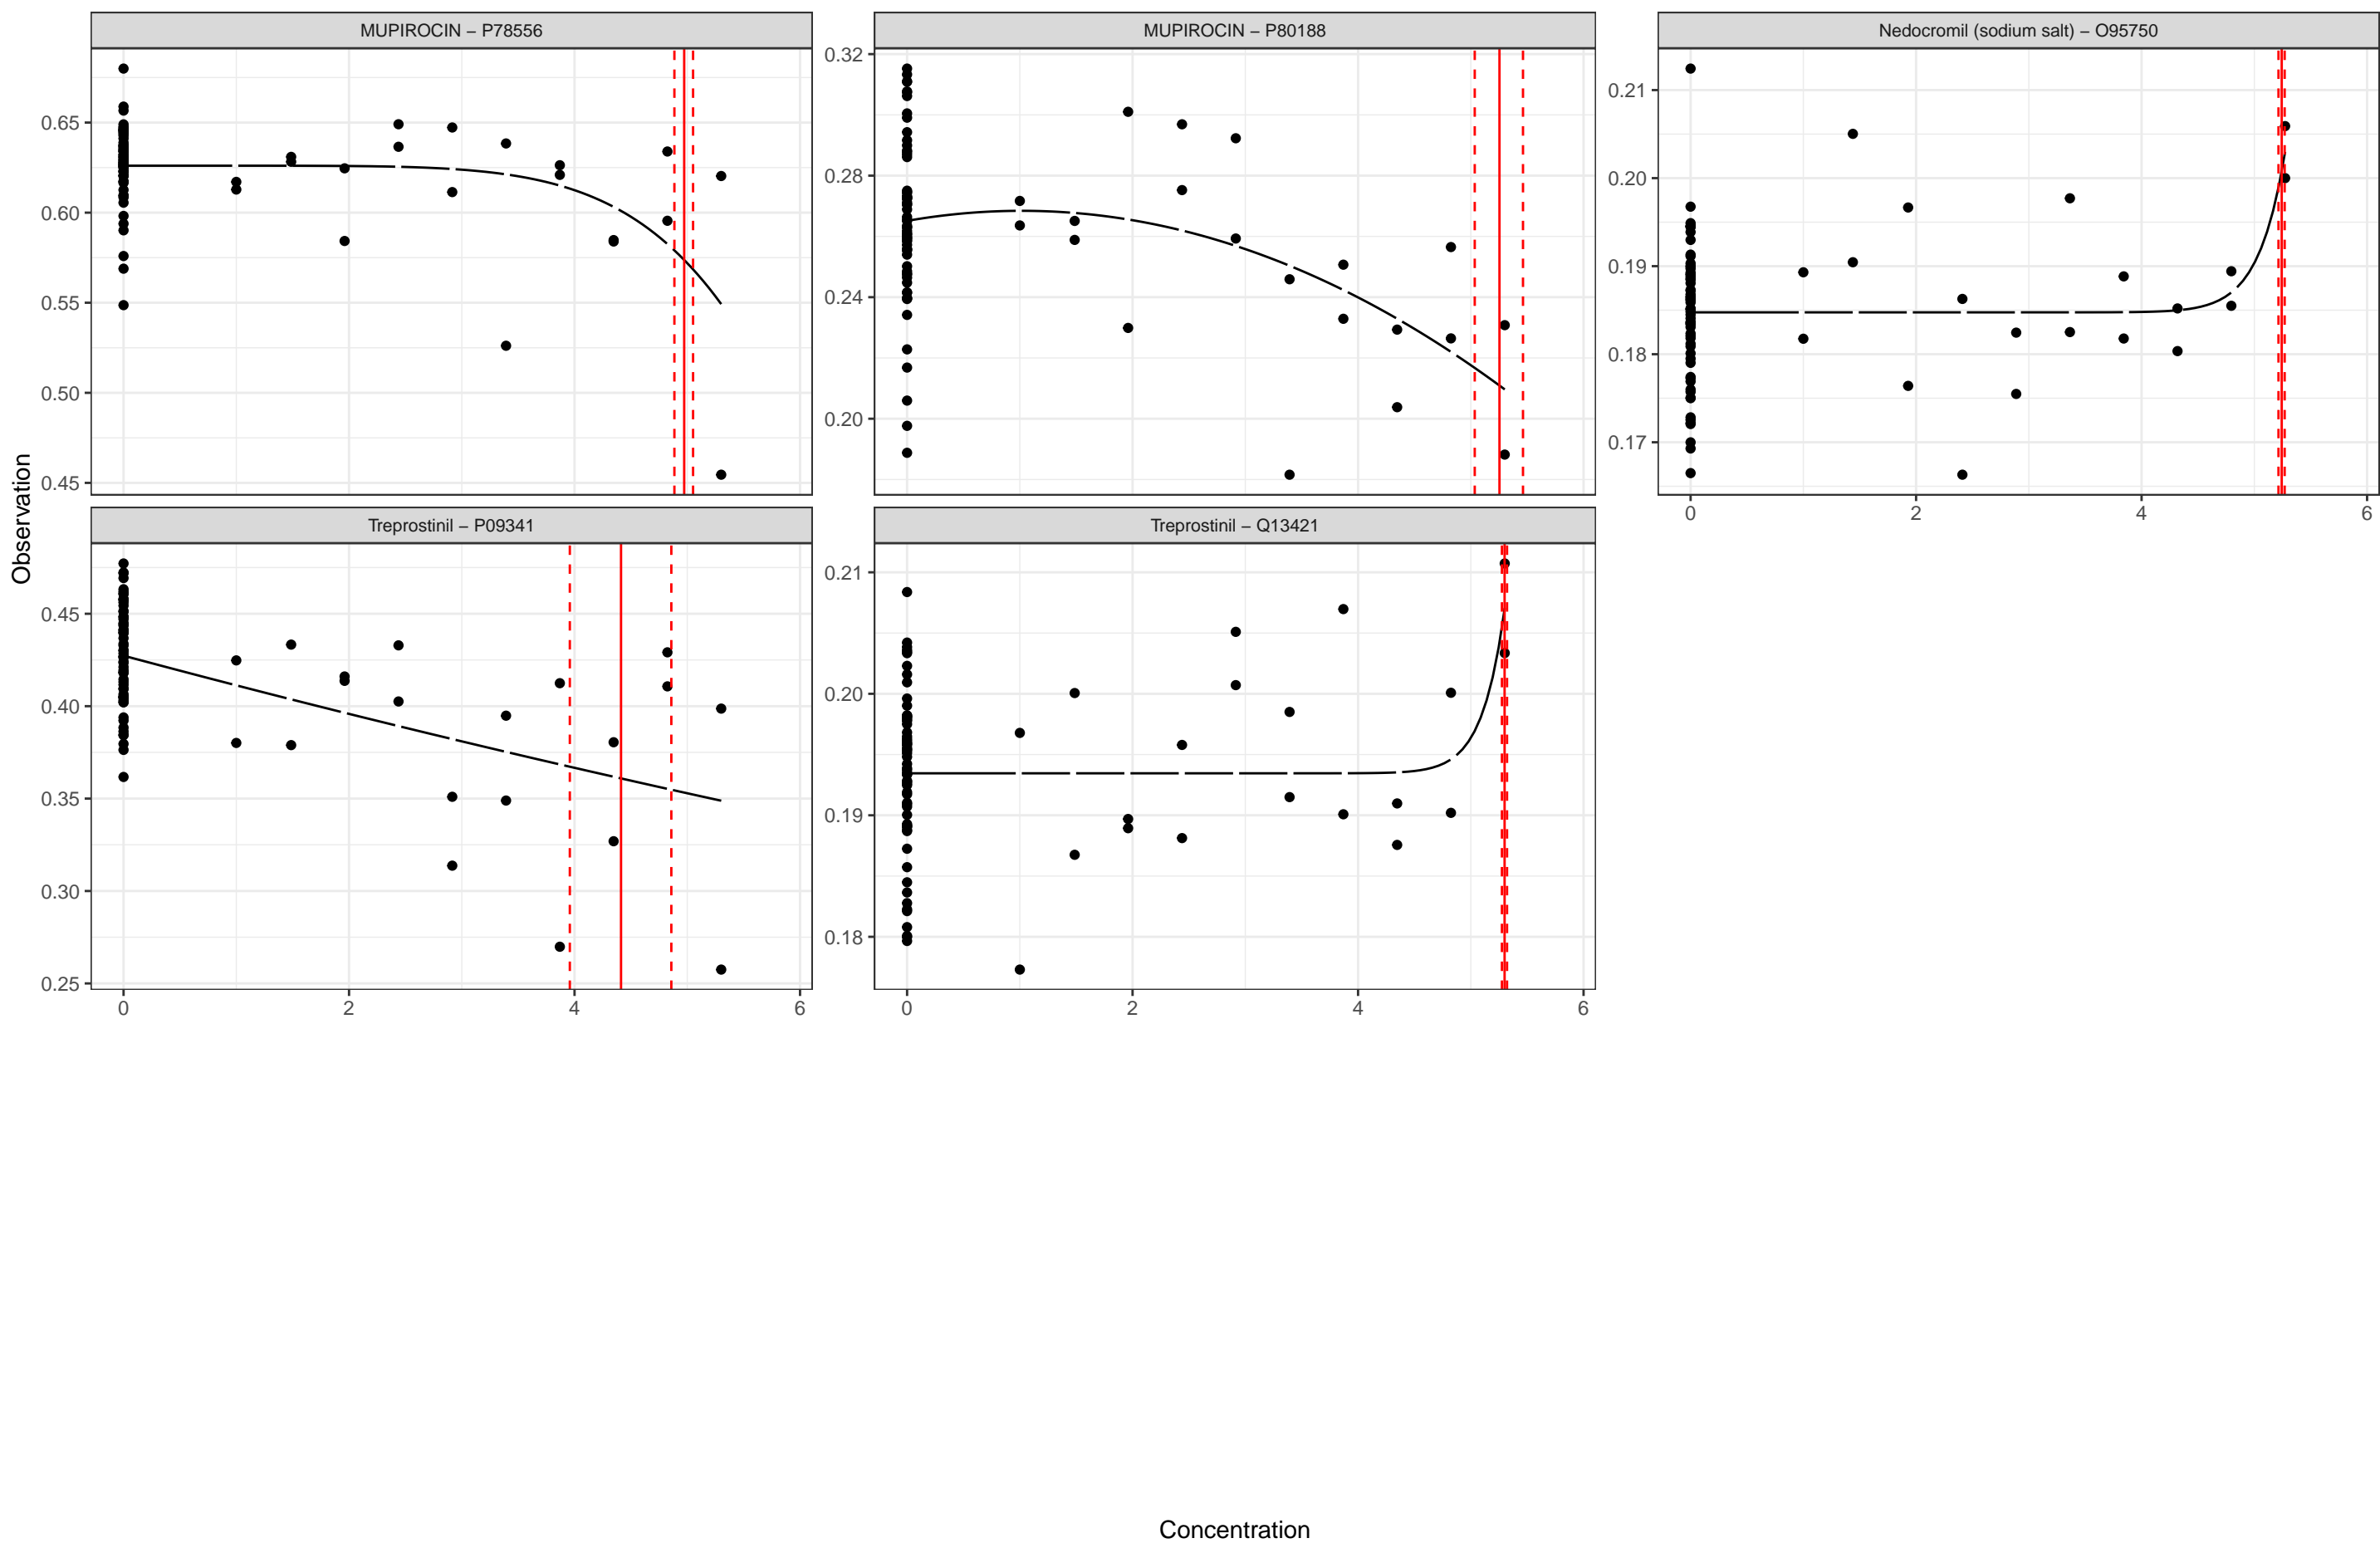 MUPIROCIN – P78556
MUPIROCIN – P80188
Nedocromil (sodium salt) – O95750
0.65
0.60
0.55
0.50
0.45
0.32
0.28
0.24
0.20
0.21
0.20
0.19
0.18
0.17
0 2 4 6
Observation
Treprostinil – P09341
Treprostinil – Q13421
0.45
0.40
0.35
0.30
0.25
0 2 4 6
0.21
0.20
0.19
0.18
0 2 4 6
Concentration